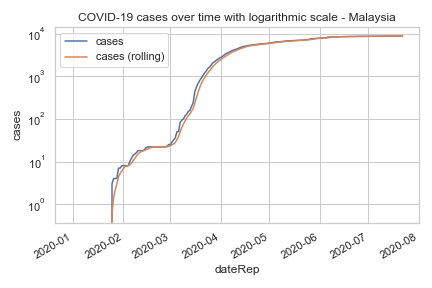 COVID-19 cases over time with logarithmic scale - Malaysia
cases
cases (rolling)
10⁴
10³
10²
10¹
10⁰
cases
2020-01
2020-02
2020-03
2020-04
2020-05
2020-06
2020-07
2020-08
dateRep